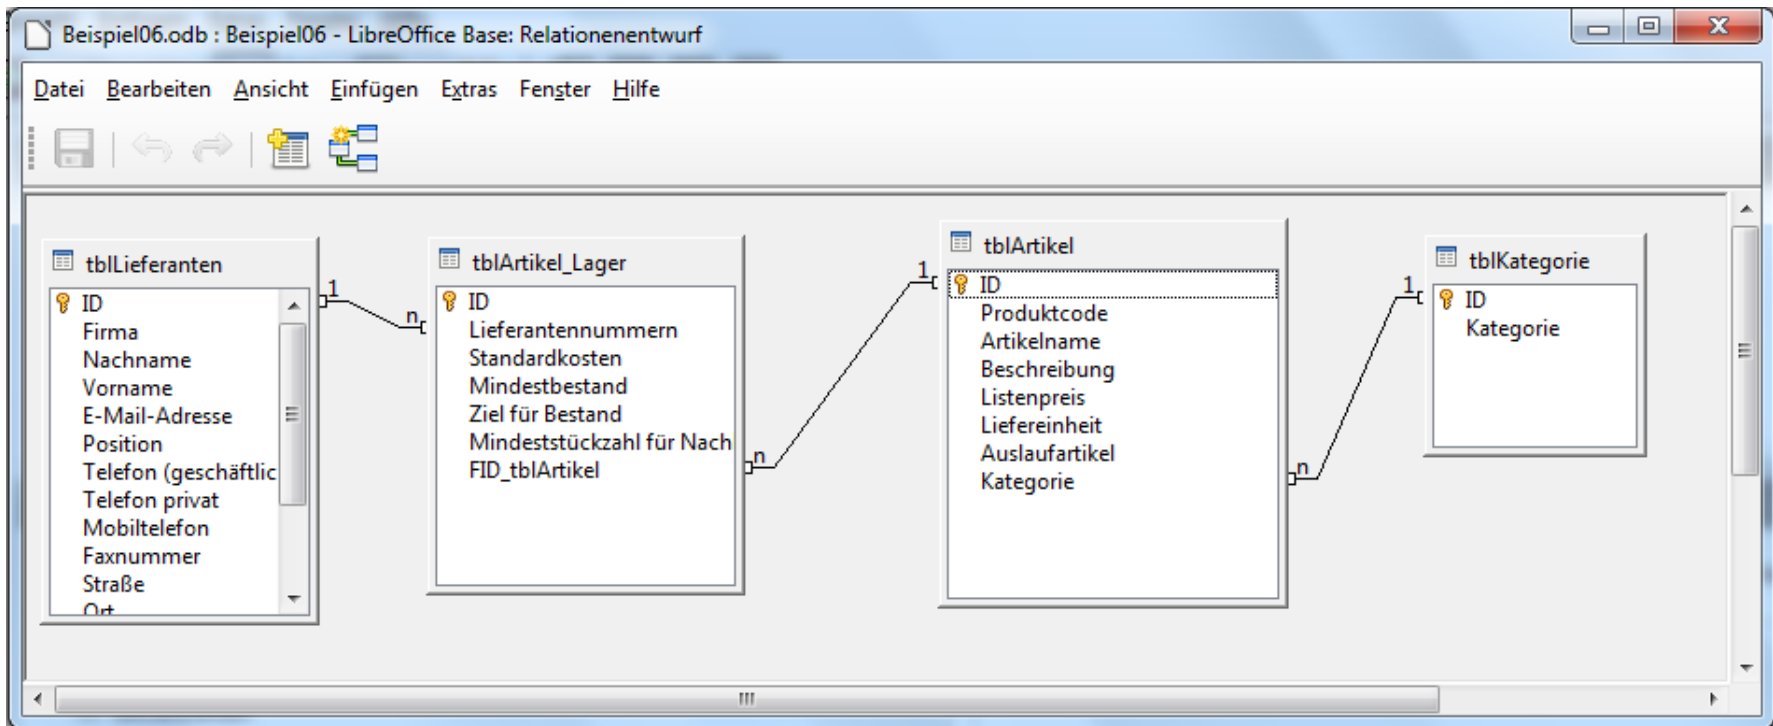 Beispiel06.odb : Beispiel06 - LibreOffice Base: Relationenentwurf
Datei Bearbeiten Ansicht Einfügen Extras Fenster Hilfe
tblLieferanten
ID
Firma
Nachname
Vorname
E-Mail-Adresse
Position
Telefon (geschäftlic
Telefon privat
Mobiltelefon
Faxnummer
Straße
Ort
1
n
tblArtikel_Lager
ID
Lieferantennummern
Standardkosten
Mindestbestand
Ziel für Bestand
Mindeststückzahl für Nach
FID_tblArtikel
n
1
tblArtikel
ID
Produktcode
Artikelname
Beschreibung
Listenpreis
Liefereinheit
Auslaufartikel
Kategorie
n
1
tblKategorie
ID
Kategorie